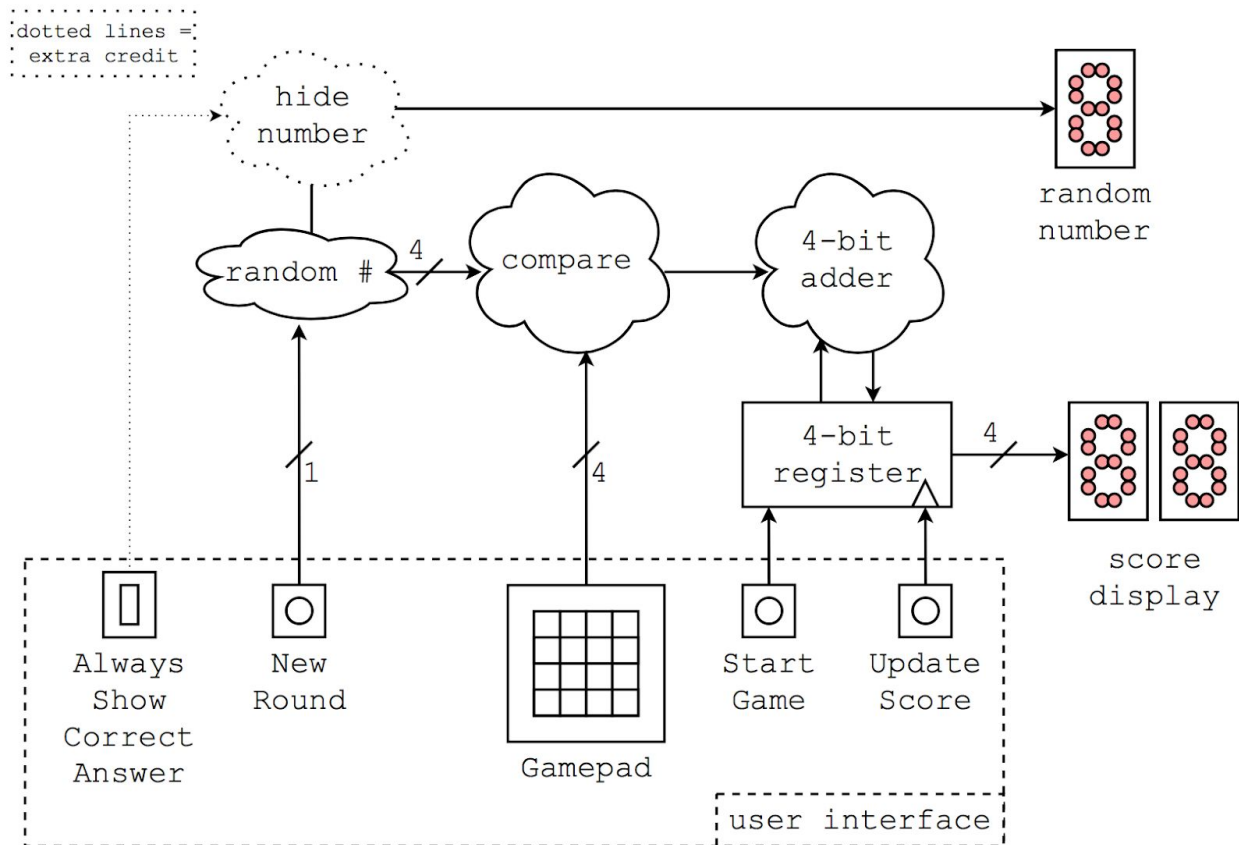 dotted lines =
extra credit
hide
number
random
number
random #
4
compare
4-bit
adder
1
4
4-bit
register
4
score
display
Always
Show
Correct
Answer
New
Round
Gamepad
Start
Game
Update
Score
user interface